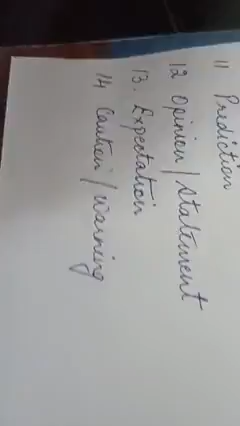 11 Prediction
12 Opinion / Statement
13. Expectation
14 Caution / Warning